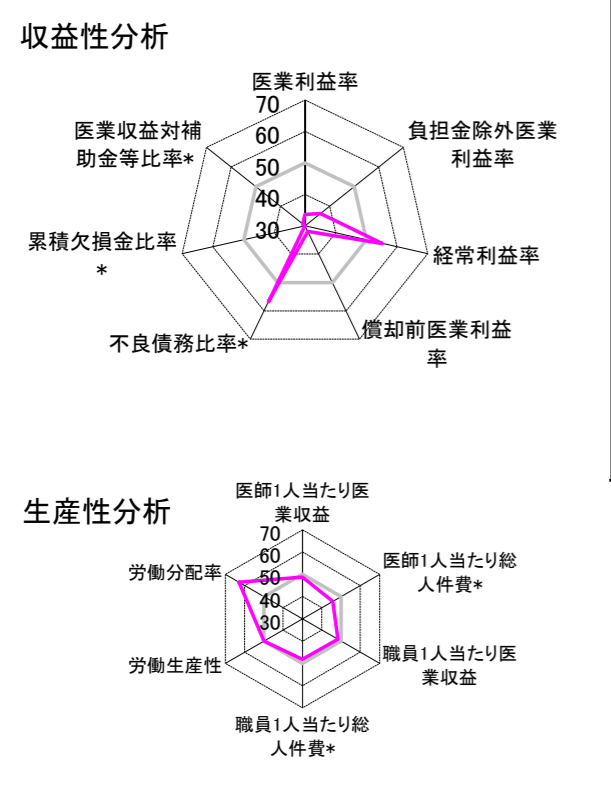 収益性分析
医業利益率
70
60
50
40
30
負担金除外医業
利益率
経常利益率
償却前医業利益
率
不良債務比率*
累積欠損金比率
*
医業収益対補
助金等比率*
生産性分析
医師1人当たり医
業収益
70
60
50
40
30
医師1人当たり総
人件費*
職員1人当たり医
業収益
職員1人当たり総
人件費*
労働生産性
労働分配率